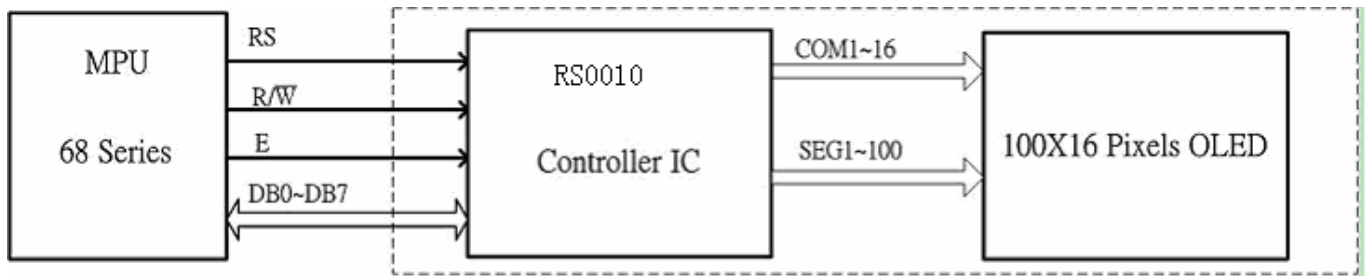 MPU
68 Series
RS
R/W̅
E
DB0~DB7
RS0010
Controller IC
COM1~16
SEG1~100
100X16 Pixels OLED